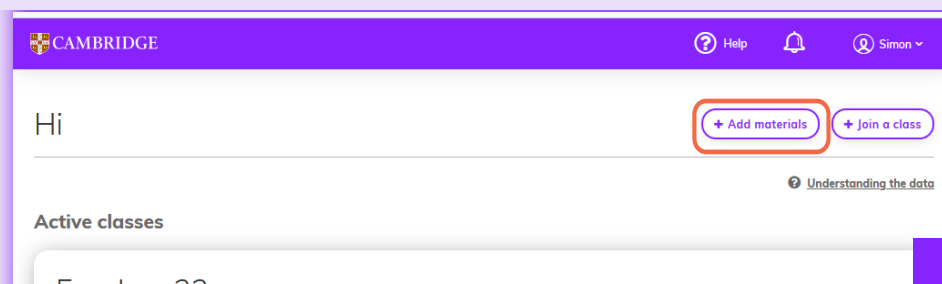 CAMBRIDGE
? Help
Simon
Hi
+ Add materials
+ Join a class
? Understanding the data
Active classes